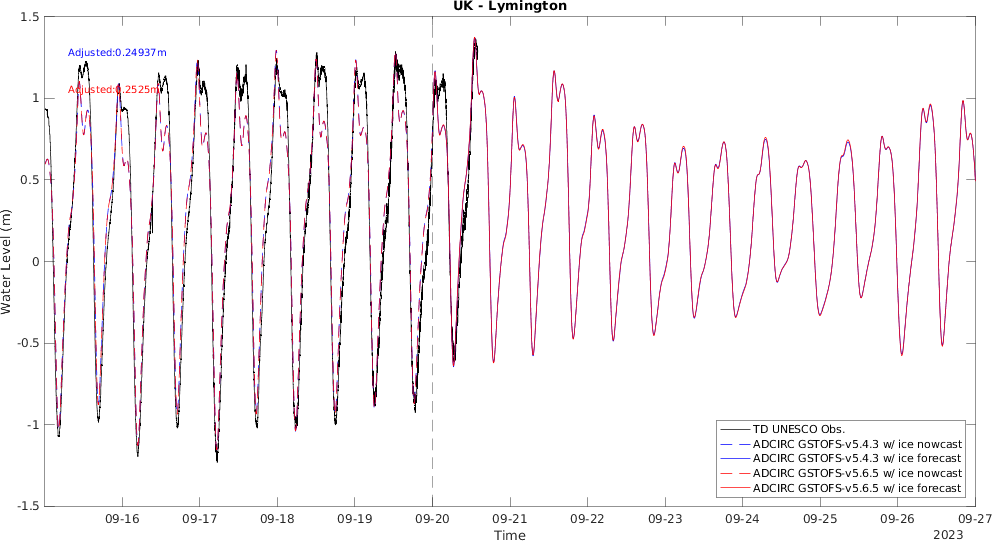 UK - Lymington
1.5
Adjusted:0.24937m
1
Adjusted:0.2525m
0.5
0
-0.5
-1
-1.5
Water Level (m)
TD UNESCO Obs.
ADCIRC GSTOFS-v5.4.3 w/ ice nowcast
ADCIRC GSTOFS-v5.4.3 w/ ice forecast
ADCIRC GSTOFS-v5.6.5 w/ ice nowcast
ADCIRC GSTOFS-v5.6.5 w/ ice forecast
09-16 09-17 09-18 09-19 09-20 09-21 09-22 09-23 09-24 09-25 09-26 09-27
Time
2023